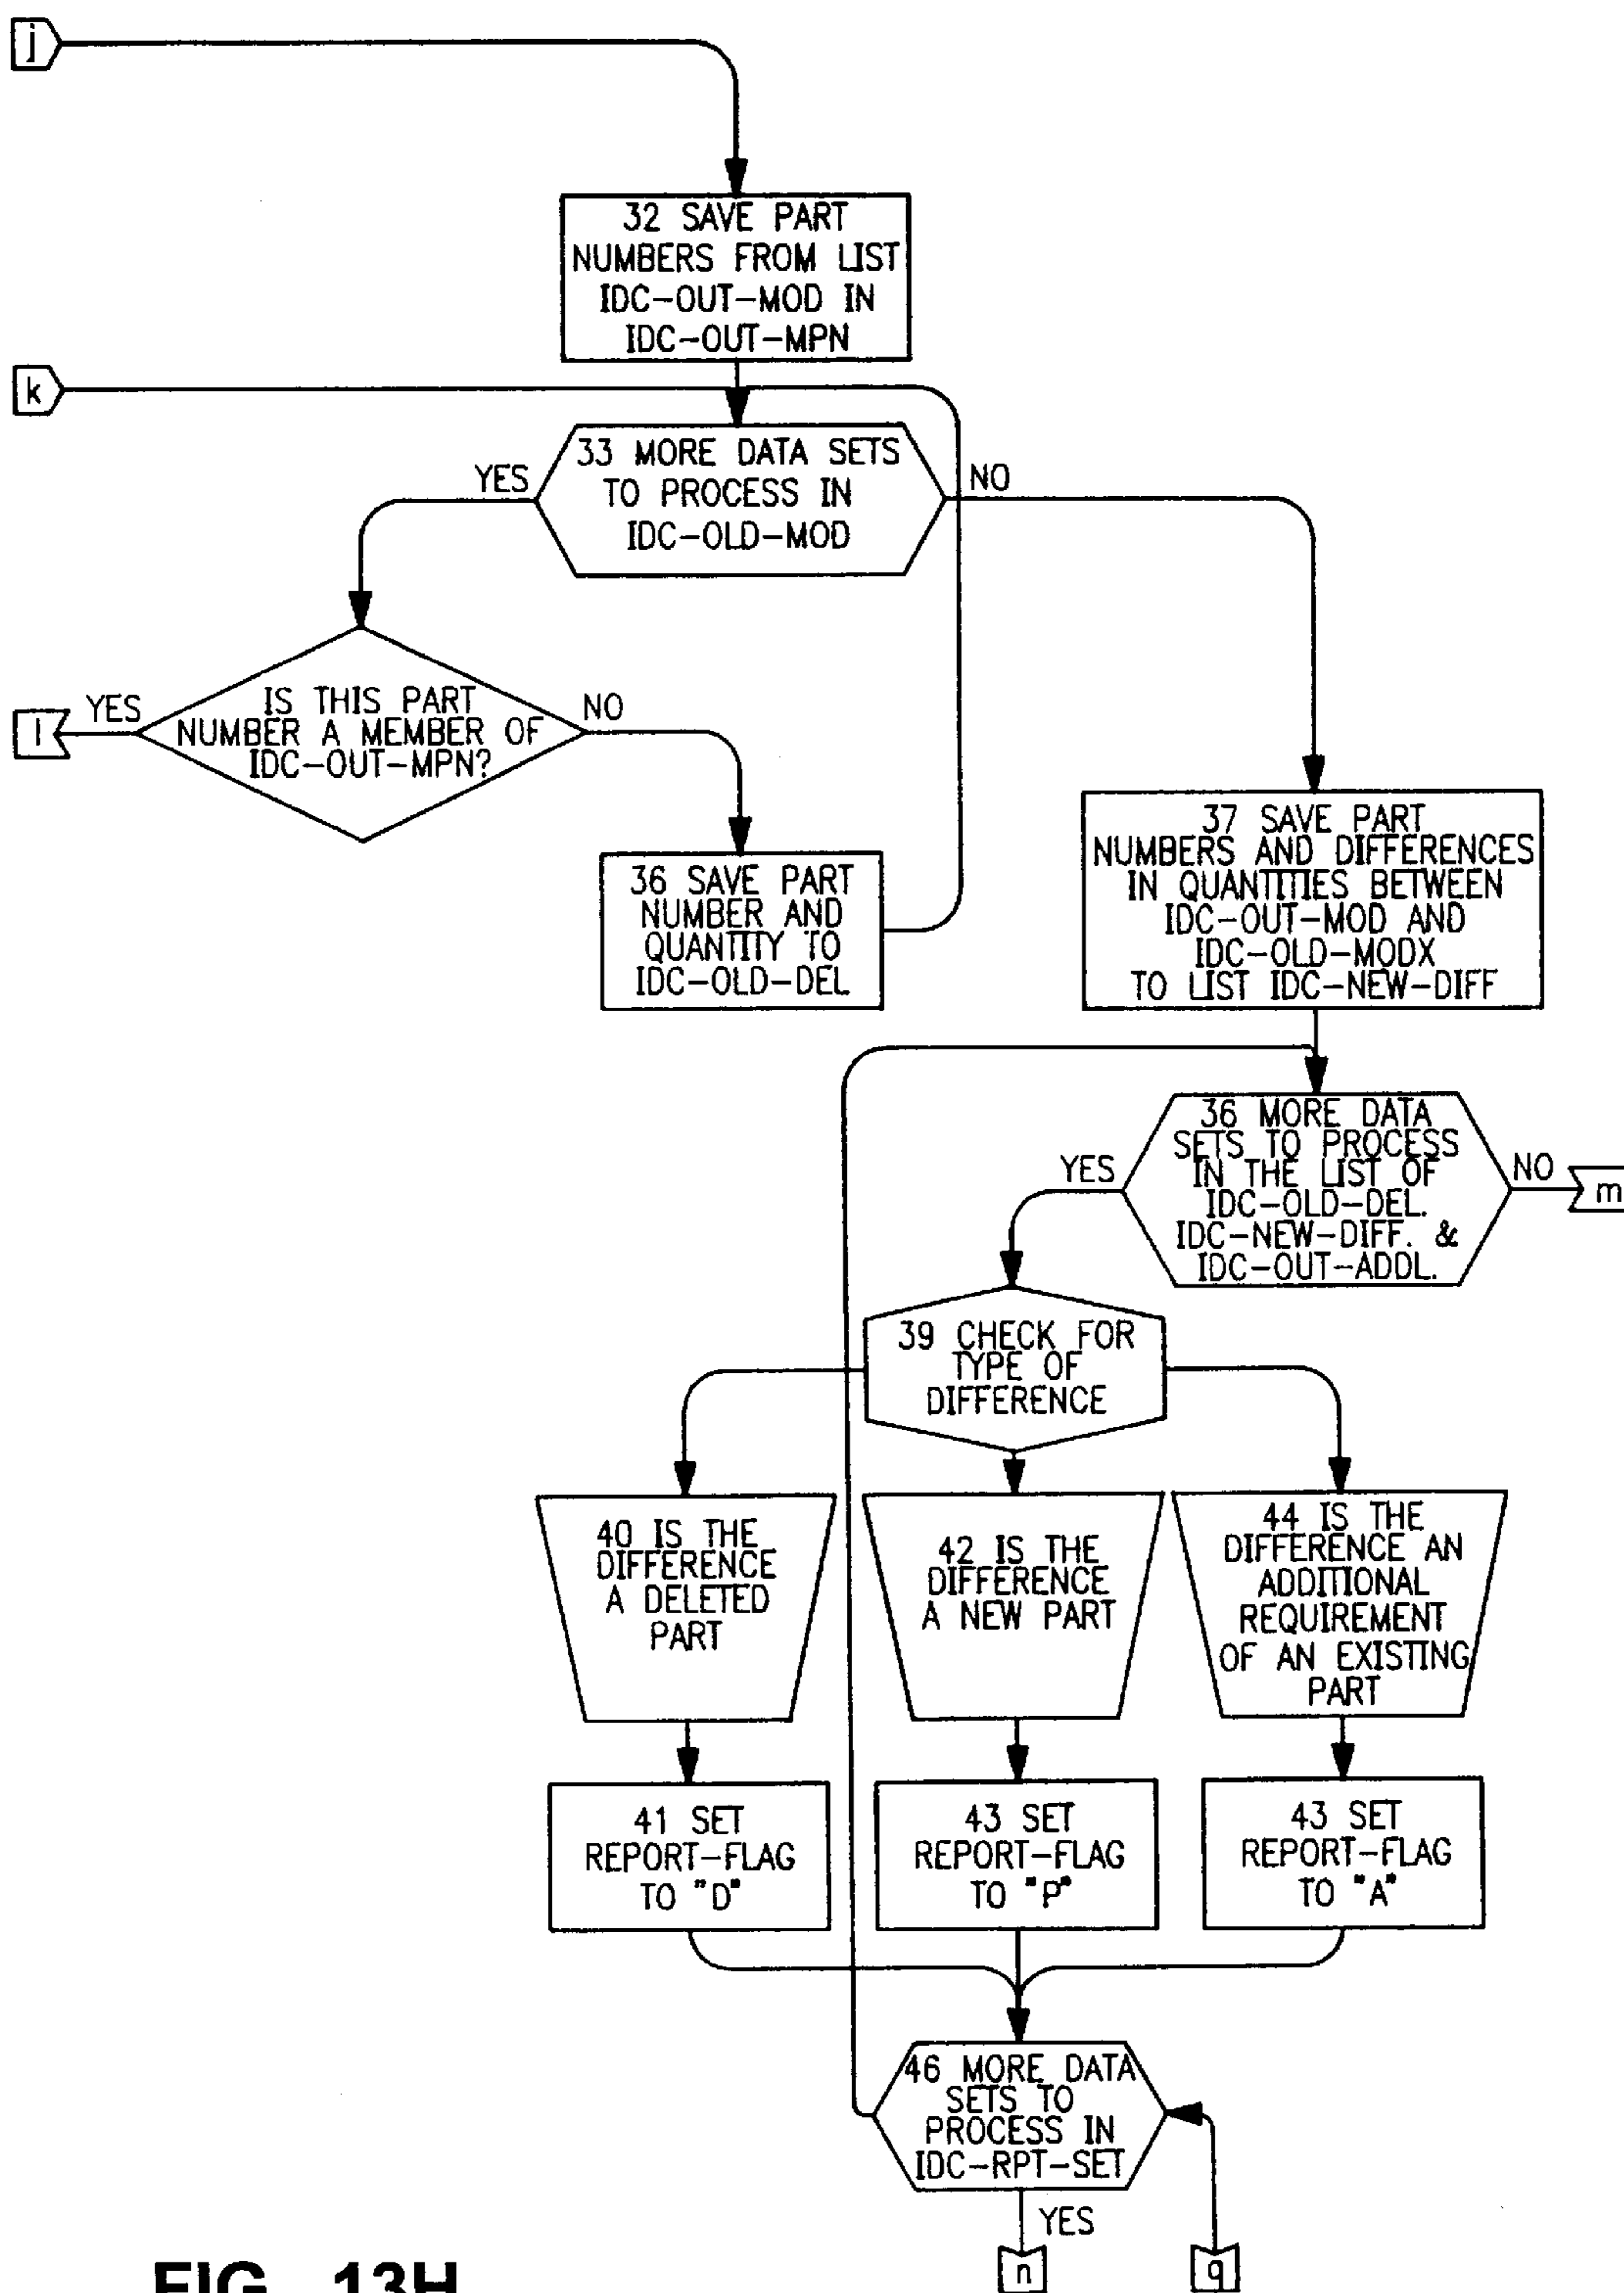 j
32 SAVE PART
NUMBERS FROM LIST
IDC-OUT-MOD IN
IDC-OUT-MPN
k
33 MORE DATA SETS
TO PROCESS IN
IDC-OLD-MOD
YES
NO
IS THIS PART
NUMBER A MEMBER OF
IDC-OUT-MPN?
YES
NO
l
36 SAVE PART
NUMBER AND
QUANTITY TO
IDC-OLD-DEL
37 SAVE PART
NUMBERS AND DIFFERENCES
IN QUANTITIES BETWEEN
IDC-OUT-MOD AND
IDC-OLD-MODX
TO LIST IDC-NEW-DIFF
36 MORE DATA
SETS TO PROCESS
IN THE LIST OF
IDC-OLD-DEL.
IDC-NEW-DIFF. &
IDC-OUT-ADDL.
YES
NO
m
39 CHECK FOR
TYPE OF
DIFFERENCE
40 IS THE
DIFFERENCE
A DELETED
PART
42 IS THE
DIFFERENCE
A NEW PART
44 IS THE
DIFFERENCE AN
ADDITIONAL
REQUIREMENT
OF AN EXISTING
PART
41 SET
REPORT-FLAG
TO "D"
43 SET
REPORT-FLAG
TO "P"
43 SET
REPORT-FLAG
TO "A"
46 MORE DATA
SETS TO
PROCESS IN
IDC-RPT-SET
YES
n
q
FIG. 13H